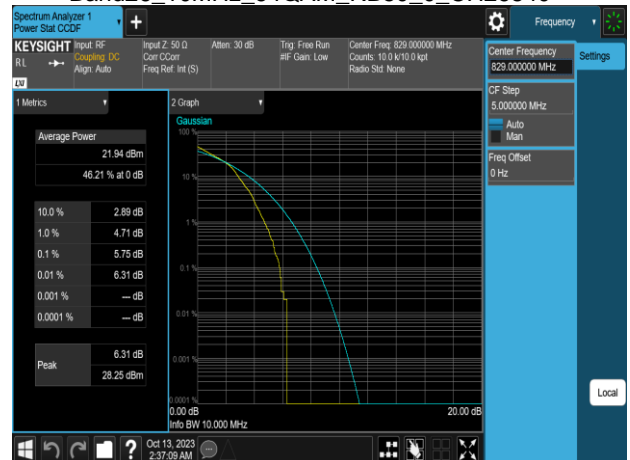 Spectrum Analyzer 1
Power Stat CCDF
Frequency
KEYSIGHT
RL
LXI
Input: RF
Coupling: DC
Align: Auto
Input Z: 50 Ω
Corr CCorr
Freq Ref: Int (S)
Atten: 30 dB
Trig: Free Run
#IF Gain: Low
Center Freq: 829.000000 MHz
Counts: 10.0 k/10.0 kpt
Radio Std: None
Center Frequency
829.000000 MHz
Settings
CF Step
5.000000 MHz
Auto
Man
Freq Offset
0 Hz
1 Metrics
2 Graph
Average Power
21.94 dBm
46.21 % at 0 dB
10.0 % 2.89 dB
1.0 % 4.71 dB
0.1 % 5.75 dB
0.01 % 6.31 dB
0.001 % --- dB
0.0001 % --- dB
Peak
6.31 dB
28.25 dBm
Gaussian
100 %
10 %
1 %
0.1 %
0.01 %
0.001 %
0.0001 %
0.00 dB 20.00 dB
Info BW 10.000 MHz
Local
?
Oct 13, 2023
2:37:09 AM